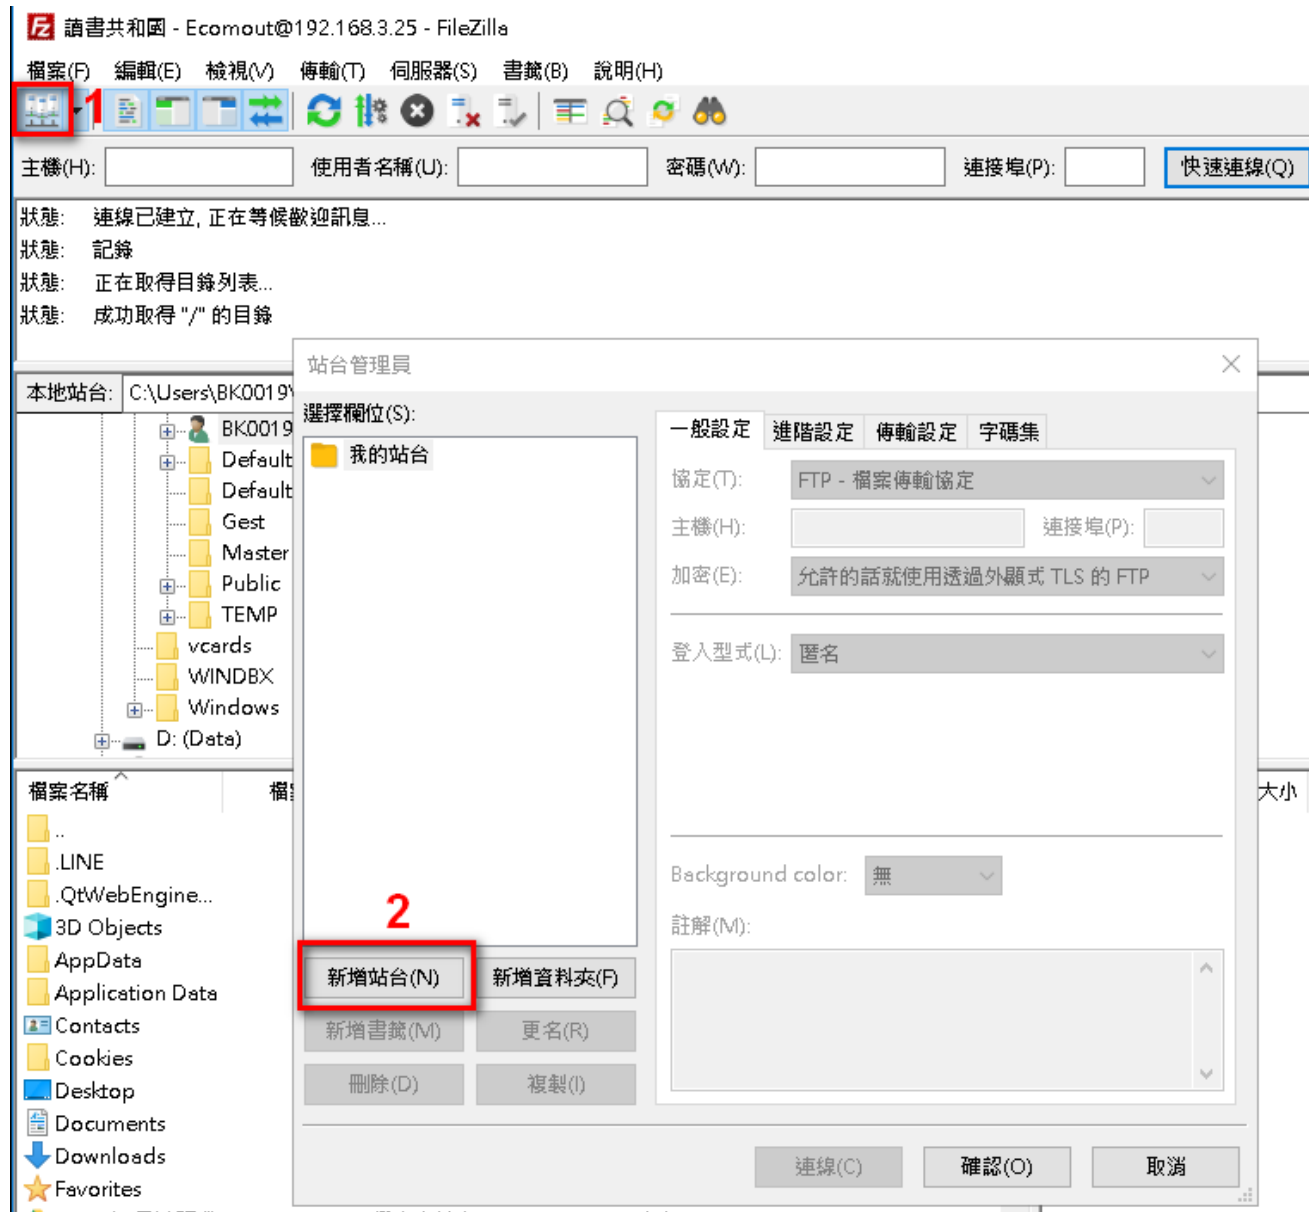 讀書共和國 - Ecomout@192.168.3.25 - FileZilla
檔案(F) 編輯(E) 檢視(V) 傳輸(T) 伺服器(S) 書籤(B) 說明(H)
1
主機(H): 使用者名稱(U): 密碼(W): 連接埠(P): 快速連線(Q)
狀態: 連線已建立, 正在等候歡迎訊息...
狀態: 記錄
狀態: 正在取得目錄列表...
狀態: 成功取得 "/" 的目錄
本地站台: C:\Users\BK0019\
BK0019
Default
Default
Gest
Master
Public
TEMP
vcards
WINDBX
Windows
D: (Data)
檔案名稱
大小
..
.LINE
.QtWebEngine...
3D Objects
AppData
Application Data
Contacts
Cookies
Desktop
Documents
Downloads
Favorites
站台管理員
選擇欄位(S):
我的站台
2
新增站台(N) 新增資料夾(F)
新增書籤(M) 更名(R)
刪除(D) 複製(I)
一般設定 進階設定 傳輸設定 字碼集
協定(T): FTP - 檔案傳輸協定
主機(H): 連接埠(P):
加密(E): 允許的話就使用透過外顯式 TLS 的 FTP
登入型式(L): 匿名
Background color: 無
註解(M):
連線(C) 確認(O) 取消